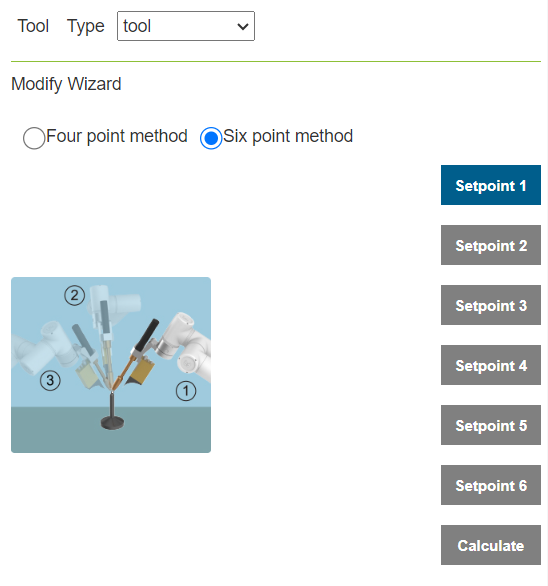 Tool Type tool
Modify Wizard
Four point method Six point method
Setpoint 1
Setpoint 2
②
Setpoint 3
Setpoint 4
③
①
Setpoint 5
Setpoint 6
Calculate